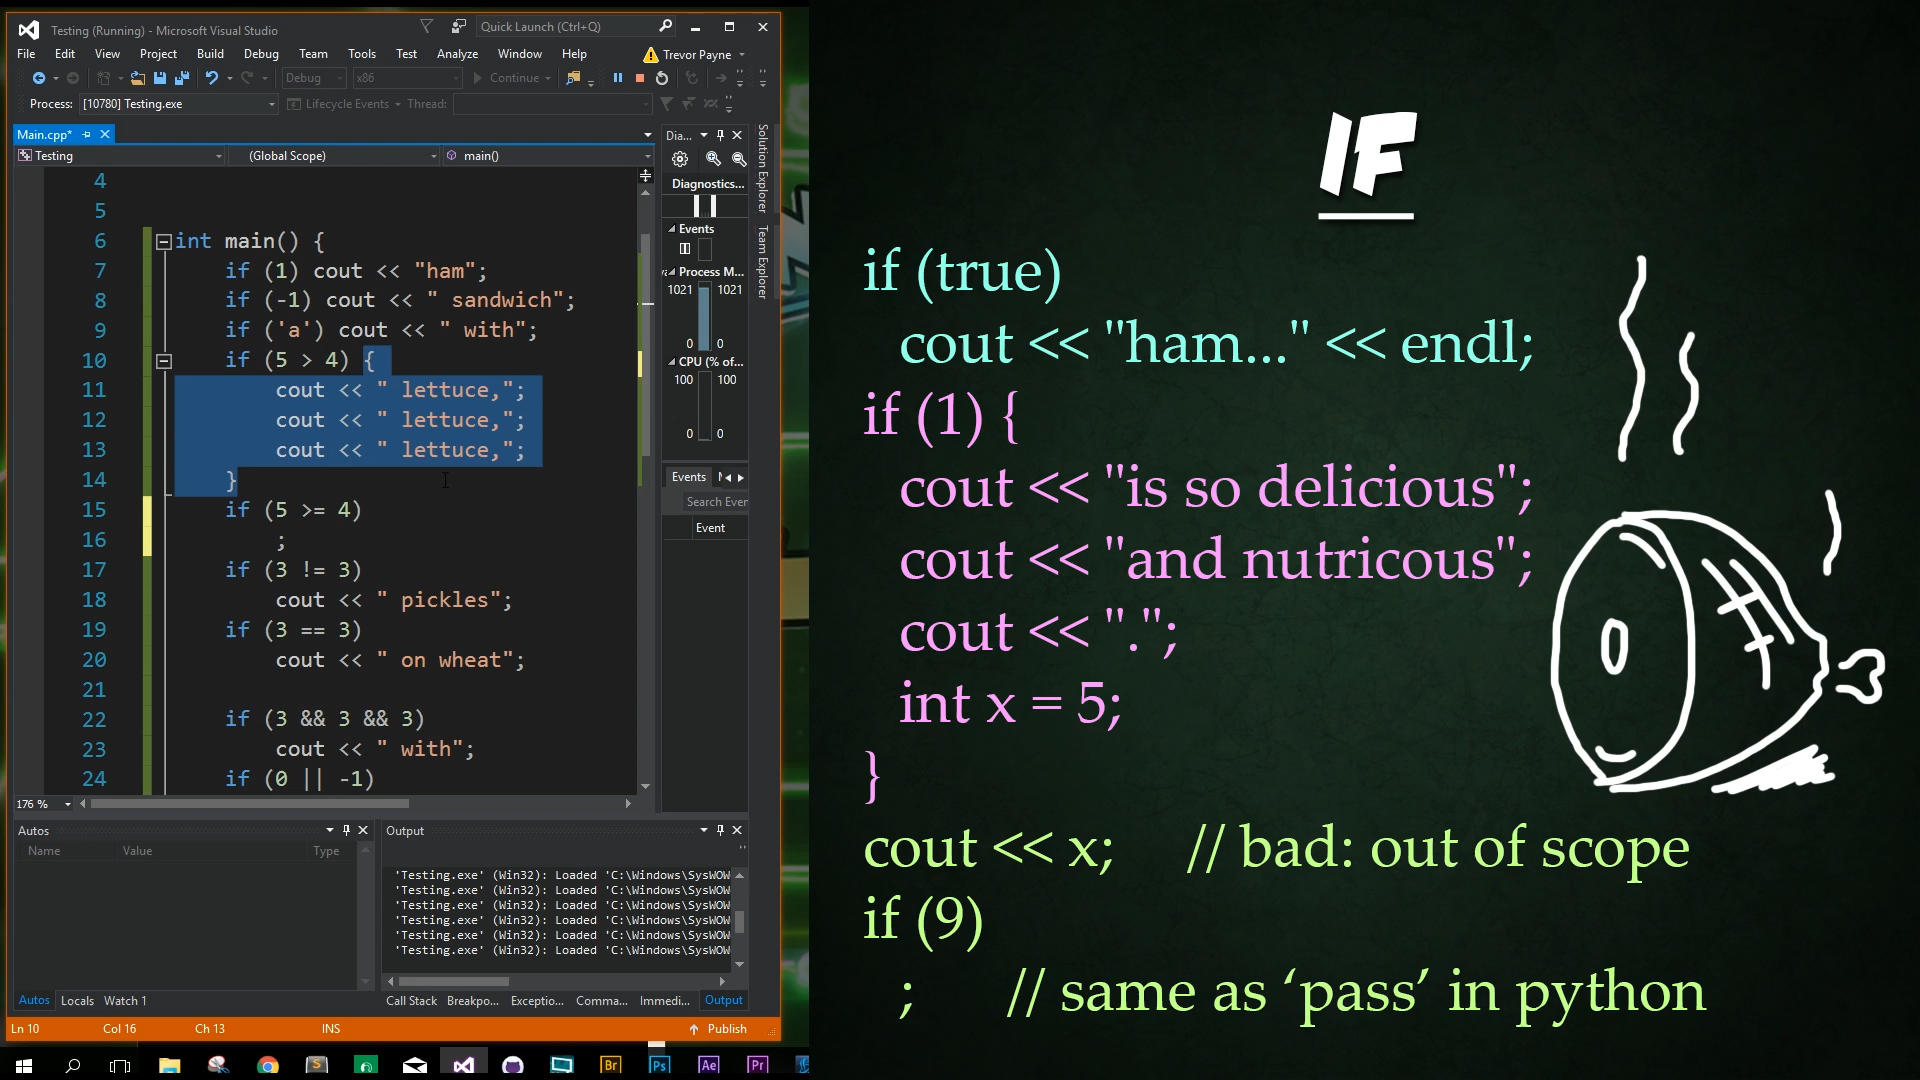 Testing (Running) - Microsoft Visual Studio
Quick Launch (Ctrl+Q)
File Edit View Project Build Debug Team Tools Test Analyze Window Help
Trevor Payne
Debug x86 Continue
Process: [10780] Testing.exe Lifecycle Events Thread:
Main.cpp*
Testing (Global Scope) main()
4
5
6 int main() {
7 if (1) cout << "ham";
8 if (-1) cout << " sandwich";
9 if ('a') cout << " with";
10 if (5 > 4) {
11 cout << " lettuce,";
12 cout << " lettuce,";
13 cout << " lettuce,";
14 }
15 if (5 >= 4)
16 ;
17 if (3 != 3)
18 cout << " pickles";
19 if (3 == 3)
20 cout << " on wheat";
21
22 if (3 && 3 && 3)
23 cout << " with";
24 if (0 || -1)
176 %
Dia...
Diagnostics...
Events
Process M...
1021 1021
0 0
CPU (% of...
100 100
0 0
Events
Search Ever
Event
Solution Explorer
Team Explorer
Autos
Name Value Type
Autos Locals Watch 1
Output
'Testing.exe' (Win32): Loaded 'C:\Windows\SysWOW
'Testing.exe' (Win32): Loaded 'C:\Windows\SysWOW
'Testing.exe' (Win32): Loaded 'C:\Windows\SysWOW
'Testing.exe' (Win32): Loaded 'C:\Windows\SysWOW
'Testing.exe' (Win32): Loaded 'C:\Windows\SysWOW
'Testing.exe' (Win32): Loaded 'C:\Windows\SysWOW
Call Stack Breakpo... Exceptio... Comma... Immedi... Output
Ln 10 Col 16 Ch 13 INS Publish
Br Ps Ae Pr
IF
if (true)
cout << "ham..." << endl;
if (1) {
cout << "is so delicious";
cout << "and nutricous";
cout << ".";
int x = 5;
}
cout << x; // bad: out of scope
if (9)
; // same as ‘pass’ in python